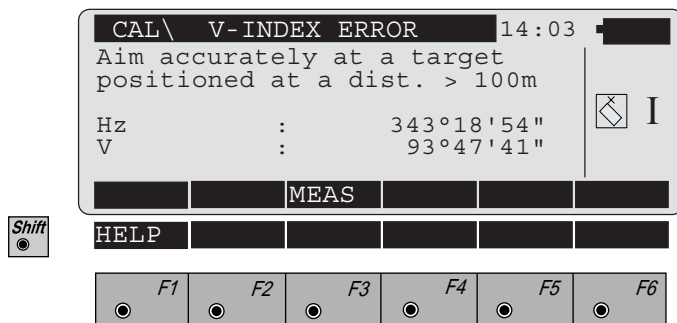 CAL\ V-INDEX ERROR 14:03
Aim accurately at a target
positioned at a dist. > 100m
I
Hz : 343°18'54"
V : 93°47'41"
MEAS
Shift
HELP
F1 F2 F3 F4 F5 F6